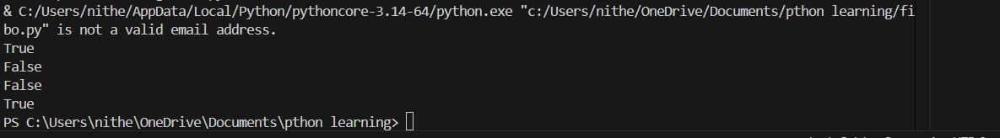 & C:/Users/nithe/AppData/Local/Python/pythoncore-3.14-64/python.exe "c:/Users/nithe/OneDrive/Documents/pthon learning/fi
bo.py" is not a valid email address.
True
False
False
True
PS C:\Users\nithe\OneDrive\Documents\pthon learning>